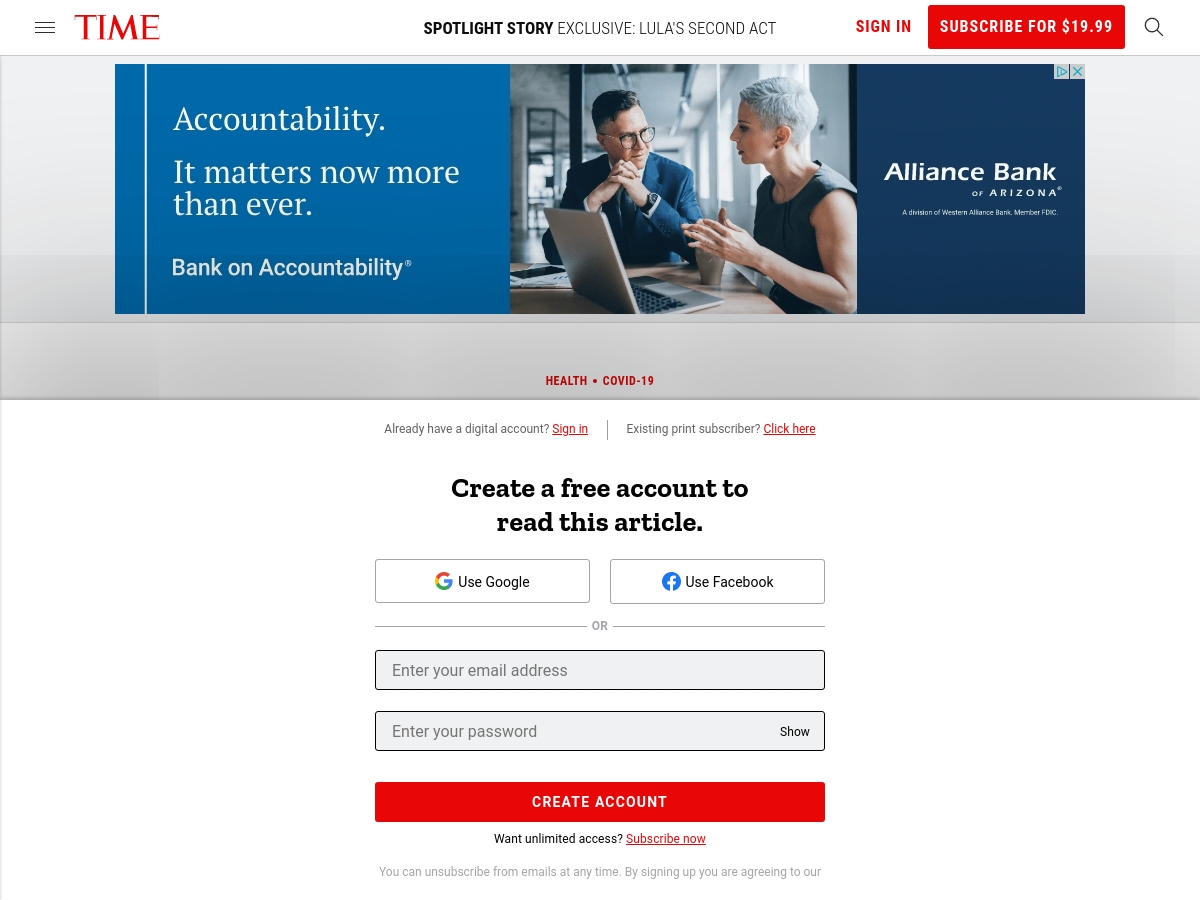 TIME
SPOTLIGHT STORY EXCLUSIVE: LULA'S SECOND ACT
SIGN IN
SUBSCRIBE FOR $19.99
Accountability.
It matters now more
than ever.
Bank on Accountability®
Alliance Bank
OF ARIZONA®
A division of Western Alliance Bank. Member FDIC.
HEALTH • COVID-19
Already have a digital account? Sign in
Existing print subscriber? Click here
Create a free account to
read this article.
Use Google
Use Facebook
OR
Enter your email address
Enter your password
Show
CREATE ACCOUNT
Want unlimited access? Subscribe now
You can unsubscribe from emails at any time. By signing up you are agreeing to our